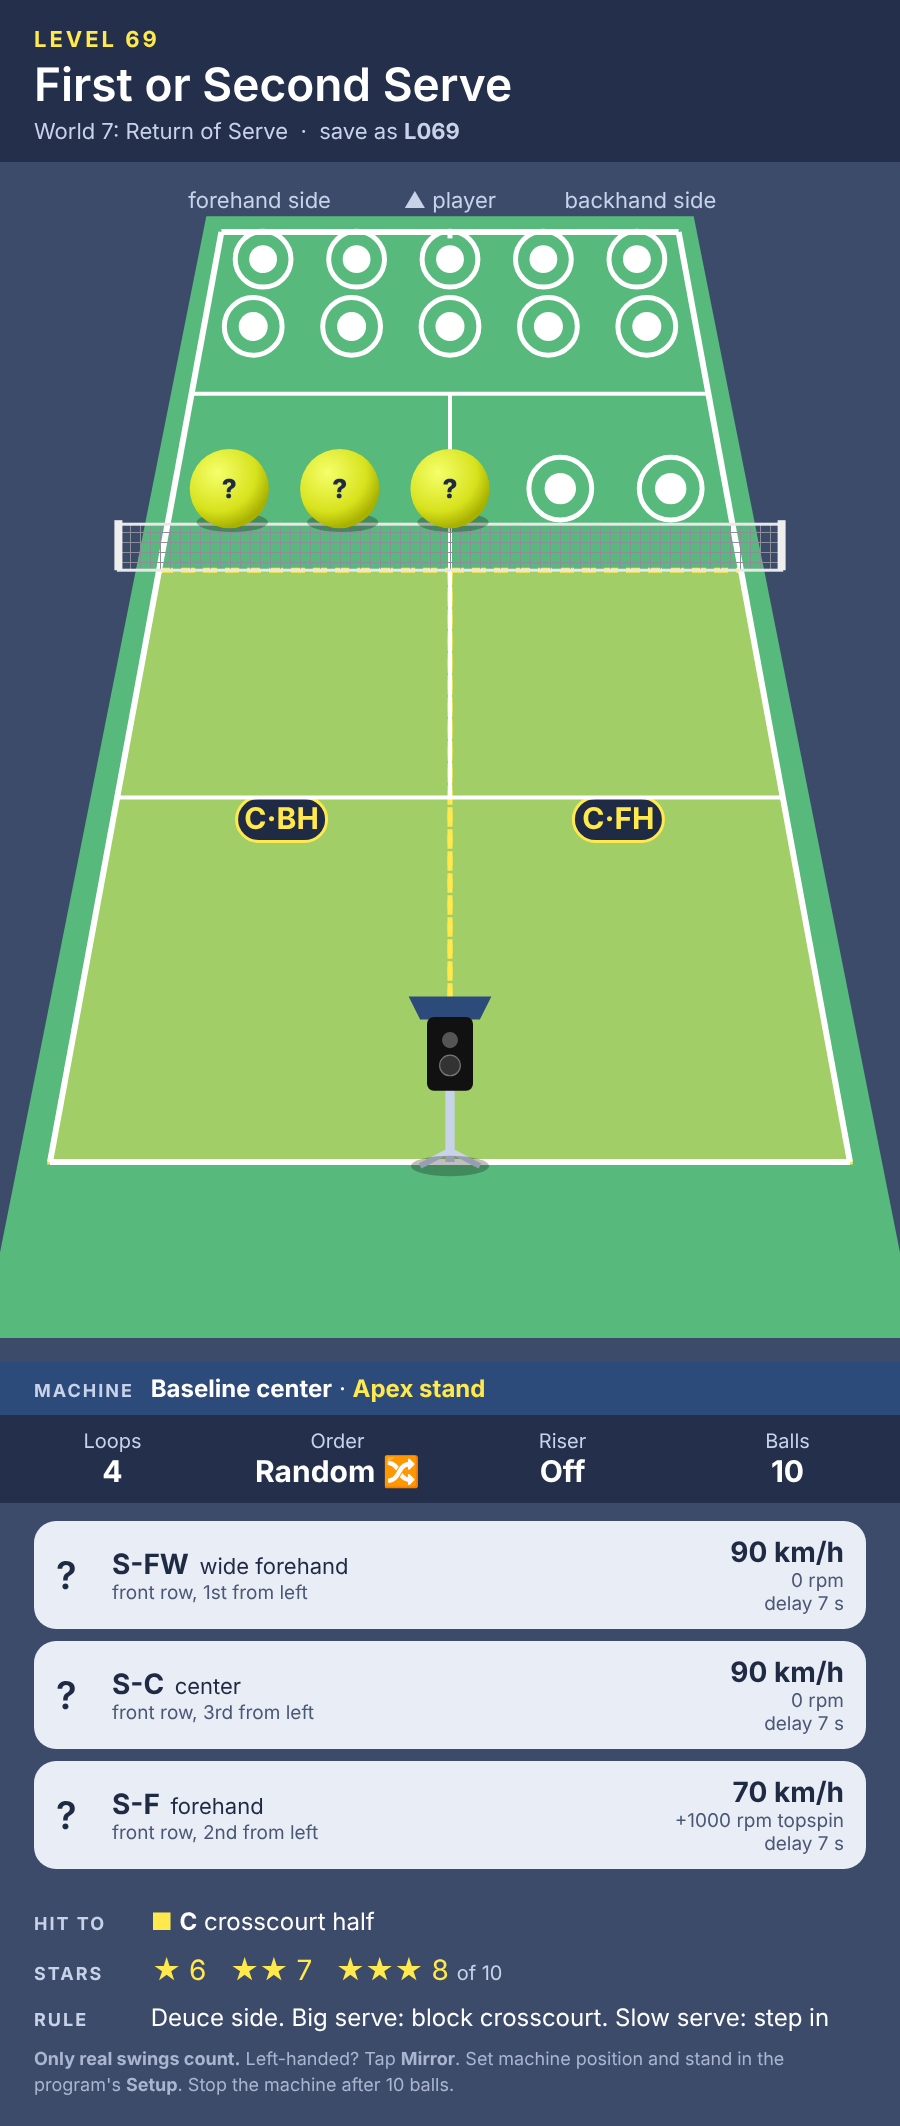 LEVEL 69
First or Second Serve
World 7: Return of Serve · save as L069
forehand side ▲ player backhand side
? ? ?
C·BH C·FH
MACHINE Baseline center · Apex stand
Loops Order Riser Balls
4 Random 🔀 Off 10
? S-FW wide forehand 90 km/h
front row, 1st from left 0 rpm
delay 7 s
? S-C center 90 km/h
front row, 3rd from left 0 rpm
delay 7 s
? S-F forehand 70 km/h
front row, 2nd from left +1000 rpm topspin
delay 7 s
HIT TO C crosscourt half
STARS ★ 6 ★★ 7 ★★★ 8 of 10
RULE Deuce side. Big serve: block crosscourt. Slow serve: step in
Only real swings count. Left-handed? Tap Mirror. Set machine position and stand in the
program's Setup. Stop the machine after 10 balls.